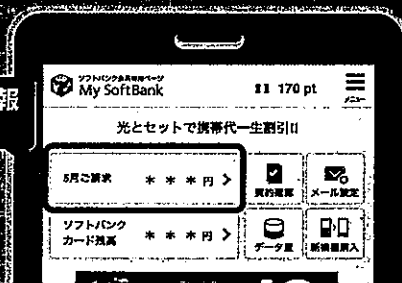 報
ソフトバンク会員専用ページ
My SoftBank
170 pt
メニュー
光とセットで携帯代一生割引!!
5月ご請求 ***円 >
契約確認
メール設定
ソフトバンク
カード残高 ***円 >
データ量
新機種購入